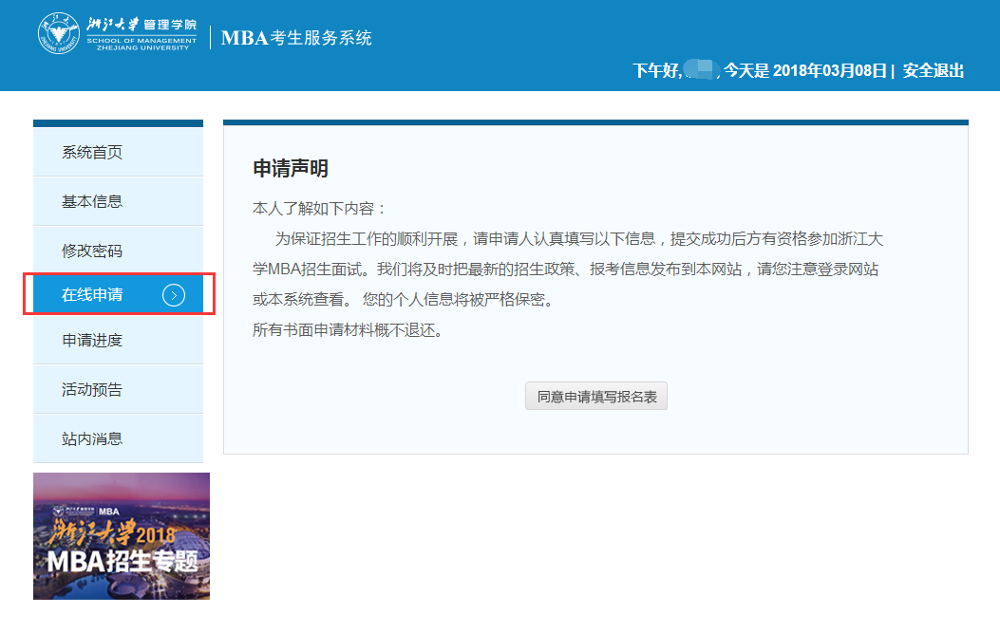 浙江大学 管理学院
SCHOOL OF MANAGEMENT
ZHEJIANG UNIVERSITY
MBA考生服务系统
下午好, , 今天是 2018年03月08日 | 安全退出
系统首页
基本信息
修改密码
在线申请
申请进度
活动预告
站内消息
申请声明
本人了解如下内容：
为保证招生工作的顺利开展，请申请人认真填写以下信息，提交成功后方有资格参加浙江大
学MBA招生面试。我们将及时把最新的招生政策、报考信息发布到本网站，请您注意登录网站
或本系统查看。 您的个人信息将被严格保密。
所有书面申请材料概不退还。
同意申请填写报名表
MBA
浙江大学2018
MBA招生专题